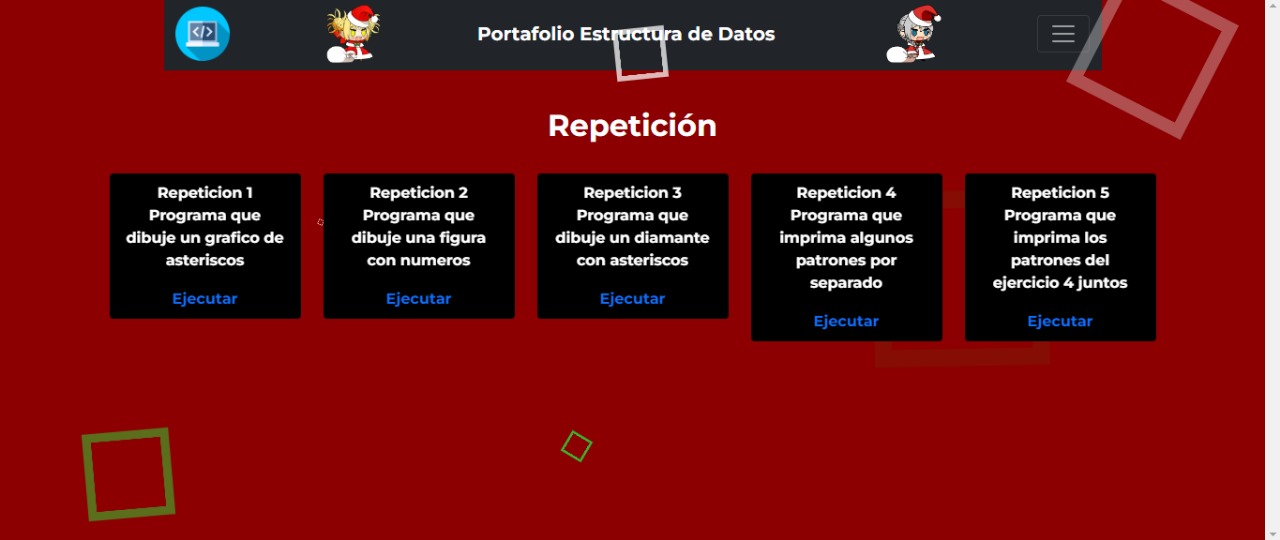 </>
Portafolio Estructura de Datos
Repetición
Repeticion 1
Programa que
dibuje un grafico de
asteriscos
Ejecutar
Repeticion 2
Programa que
dibuje una figura
con numeros
Ejecutar
Repeticion 3
Programa que
dibuje un diamante
con asteriscos
Ejecutar
Repeticion 4
Programa que
imprima algunos
patrones por
separado
Ejecutar
Repeticion 5
Programa que
imprima los
patrones del
ejercicio 4 juntos
Ejecutar